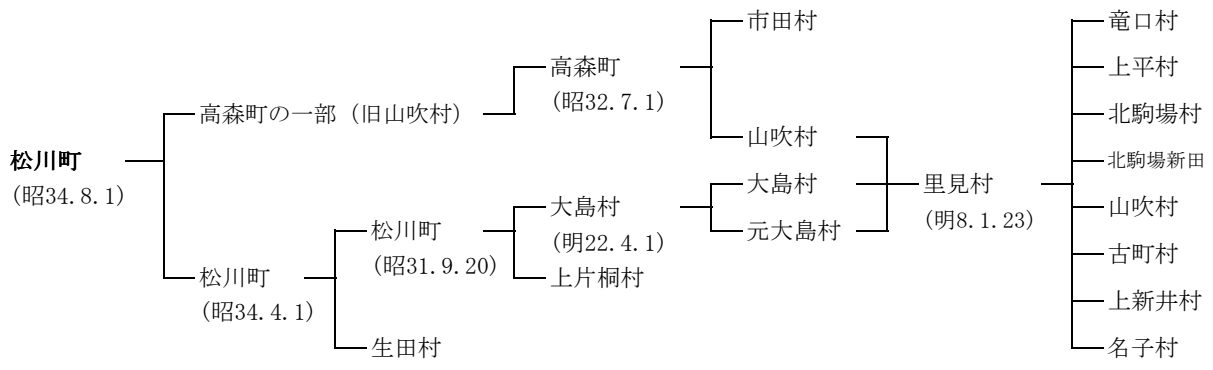 松川町
(昭34.8.1)
高森町の一部（旧山吹村）
松川町
(昭34.4.1)
高森町
(昭32.7.1)
松川町
(昭31.9.20)
生田村
市田村
山吹村
大島村
(明22.4.1)
上片桐村
大島村
元大島村
里見村
(明8.1.23)
竜口村
上平村
北駒場村
北駒場新田
山吹村
古町村
上新井村
名子村